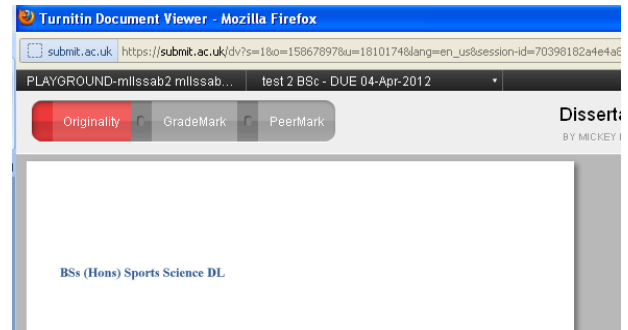 Turnitin Document Viewer - Mozilla Firefox
submit.ac.uk https://submit.ac.uk/dv?s=1&o=15867897&u=1810174&lang=en_us&session-id=70398182a4e4a
PLAYGROUND-mllssab2 mllssab... test 2 BSc - DUE 04-Apr-2012
Originality GradeMark PeerMark
Disserta
BY MICKEY
BSs (Hons) Sports Science DL